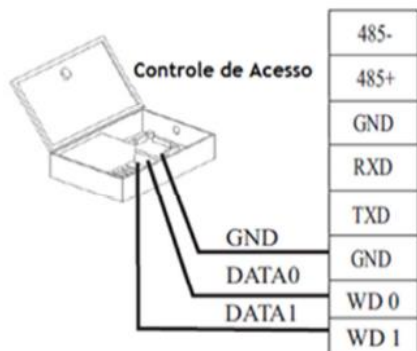 485-
Controle de Acesso
485+
GND
RXD
TXD
GND
GND
DATA0
WD 0
DATA1
WD 1